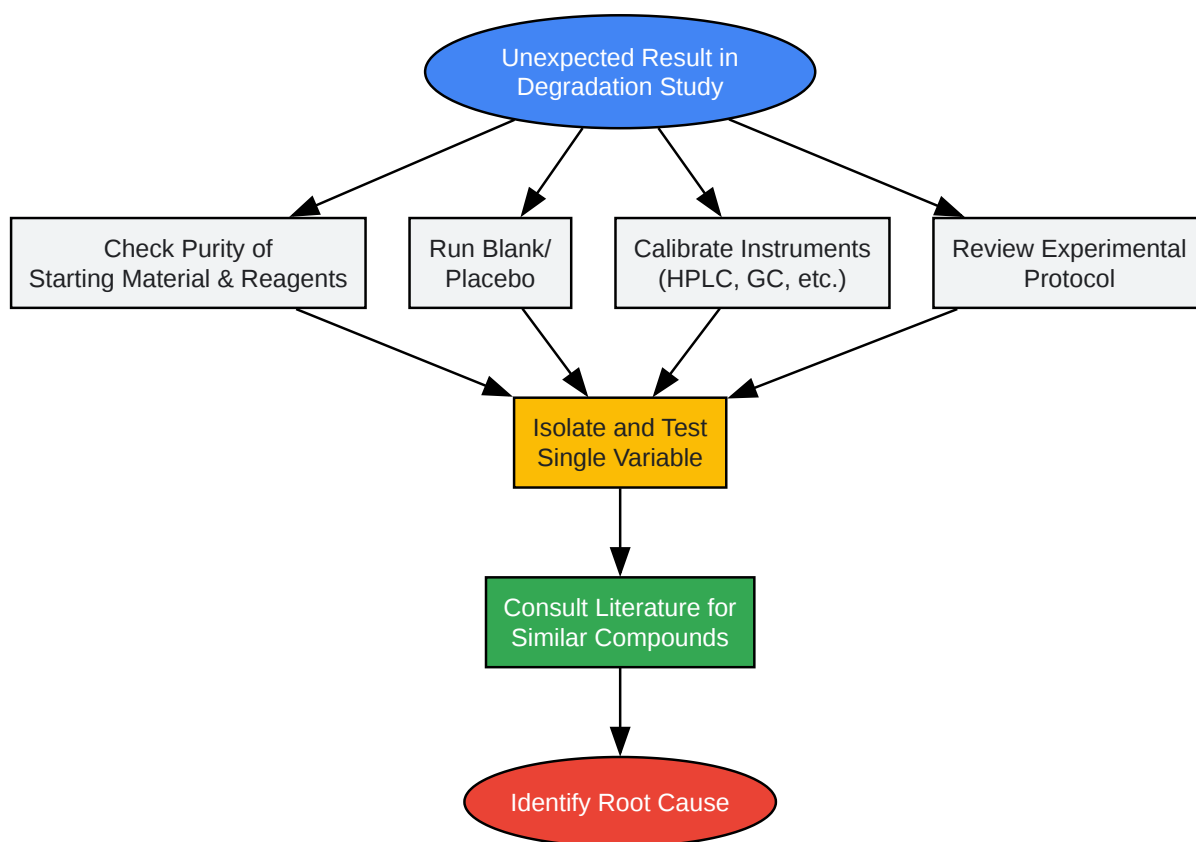 Unexpected Result in
Degradation Study
Check Purity of
Starting Material & Reagents
Run Blank/
Placebo
Calibrate Instruments
(HPLC, GC, etc.)
Review Experimental
Protocol
Isolate and Test
Single Variable
Consult Literature for
Similar Compounds
Identify Root Cause